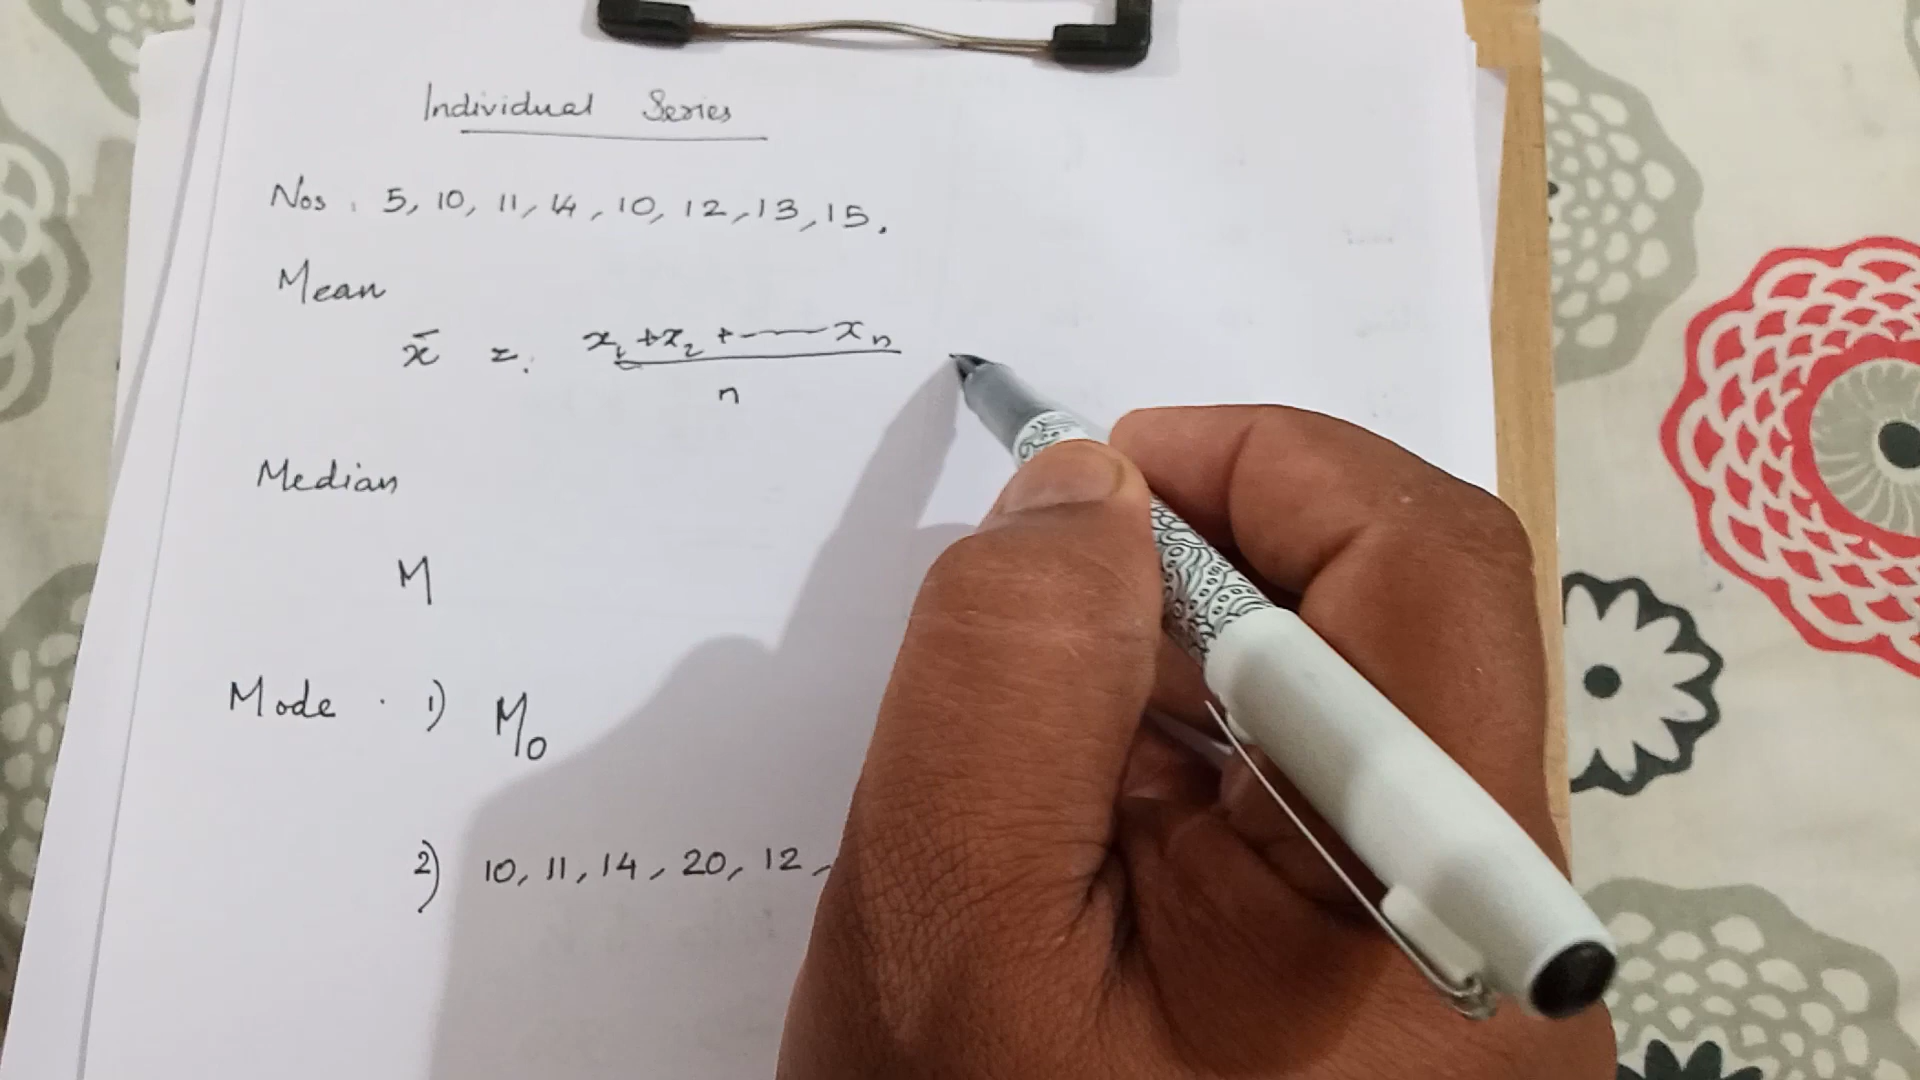 Individual Series
Nos : 5, 10, 11, 14, 10, 12, 13, 15.
Mean
x̄ = x₁ + x₂ + —— xₙ
n
Median
M
Mode . 1) M₀
2) 10, 11, 14, 20, 12,